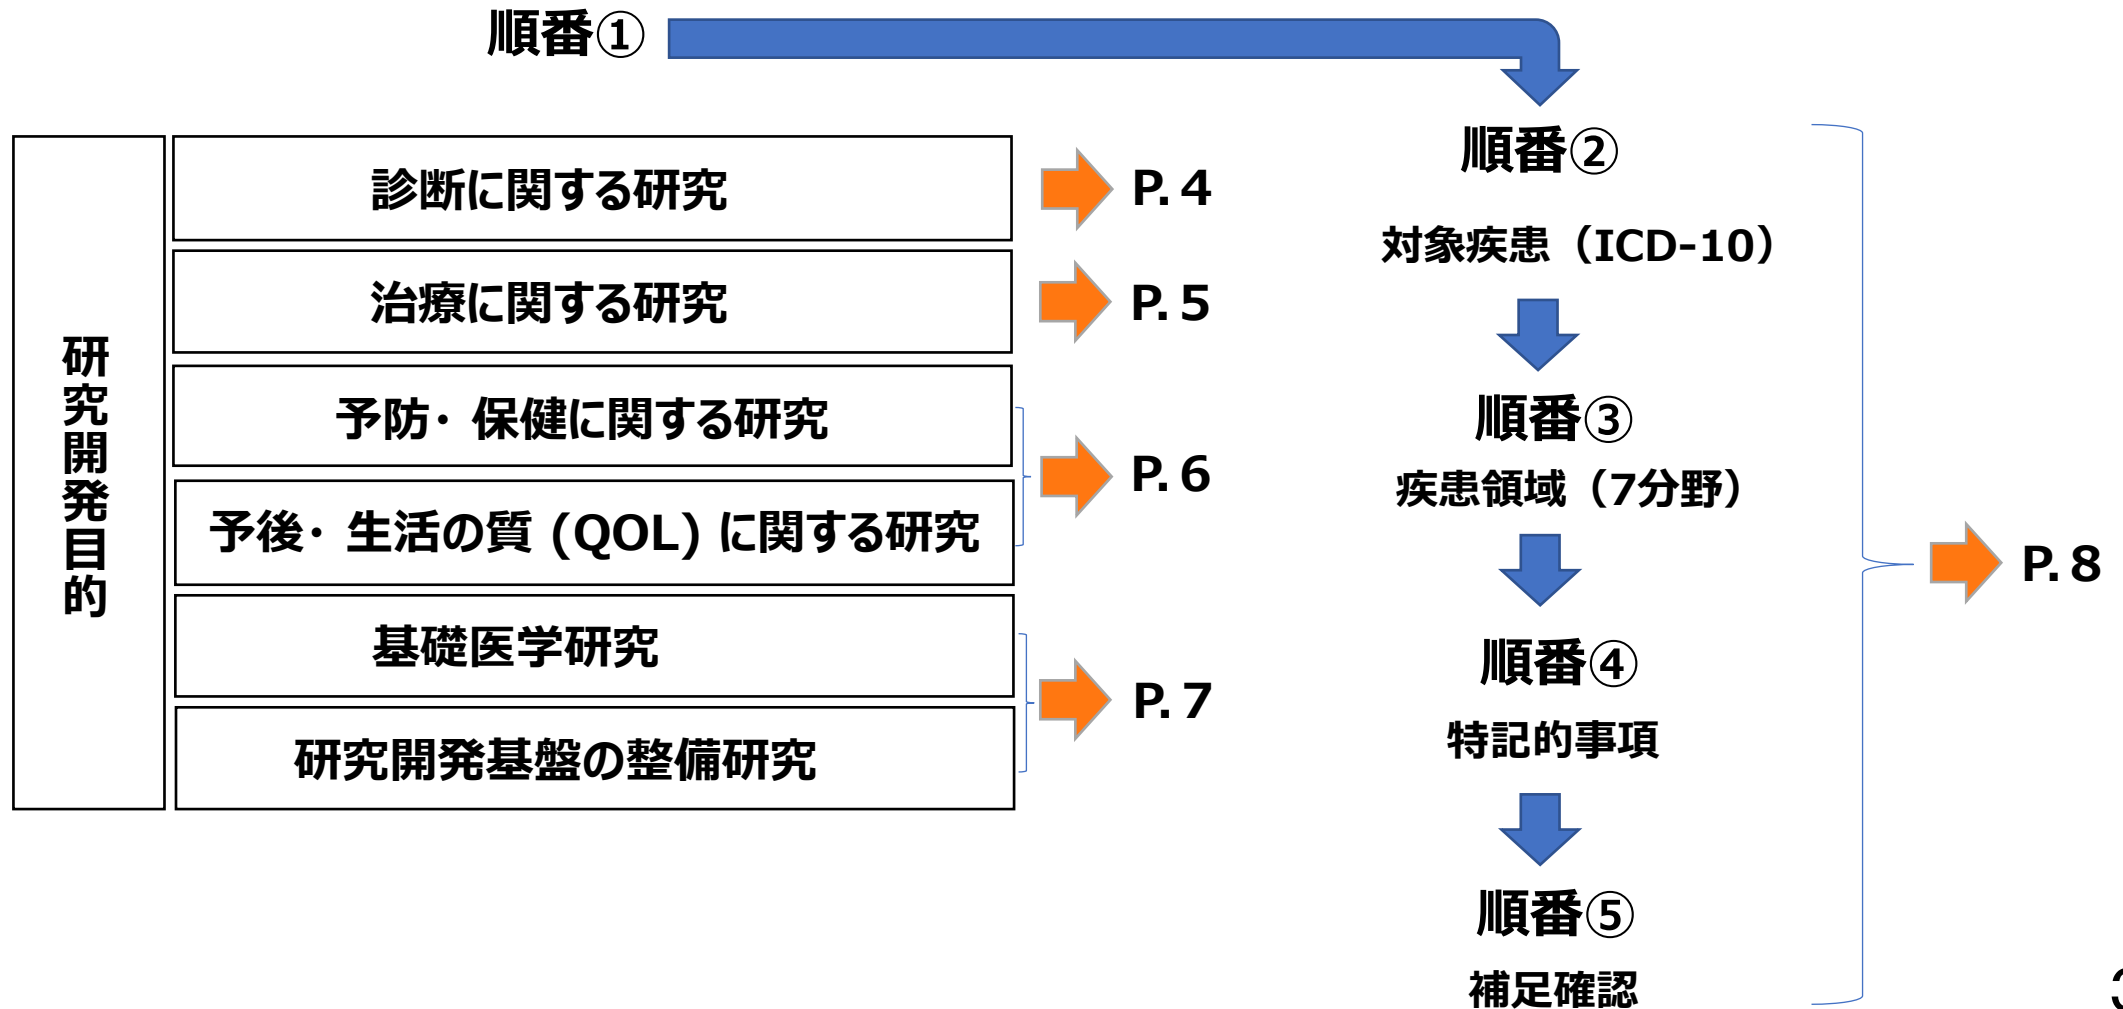 順番①
研究開発目的
診断に関する研究
P. 4
治療に関する研究
P. 5
予防・保健に関する研究
予後・生活の質 (QOL) に関する研究
P. 6
基礎医学研究
研究開発基盤の整備研究
P. 7
順番②
対象疾患（ICD-10）
順番③
疾患領域（7分野）
順番④
特記的事項
順番⑤
補足確認
P. 8